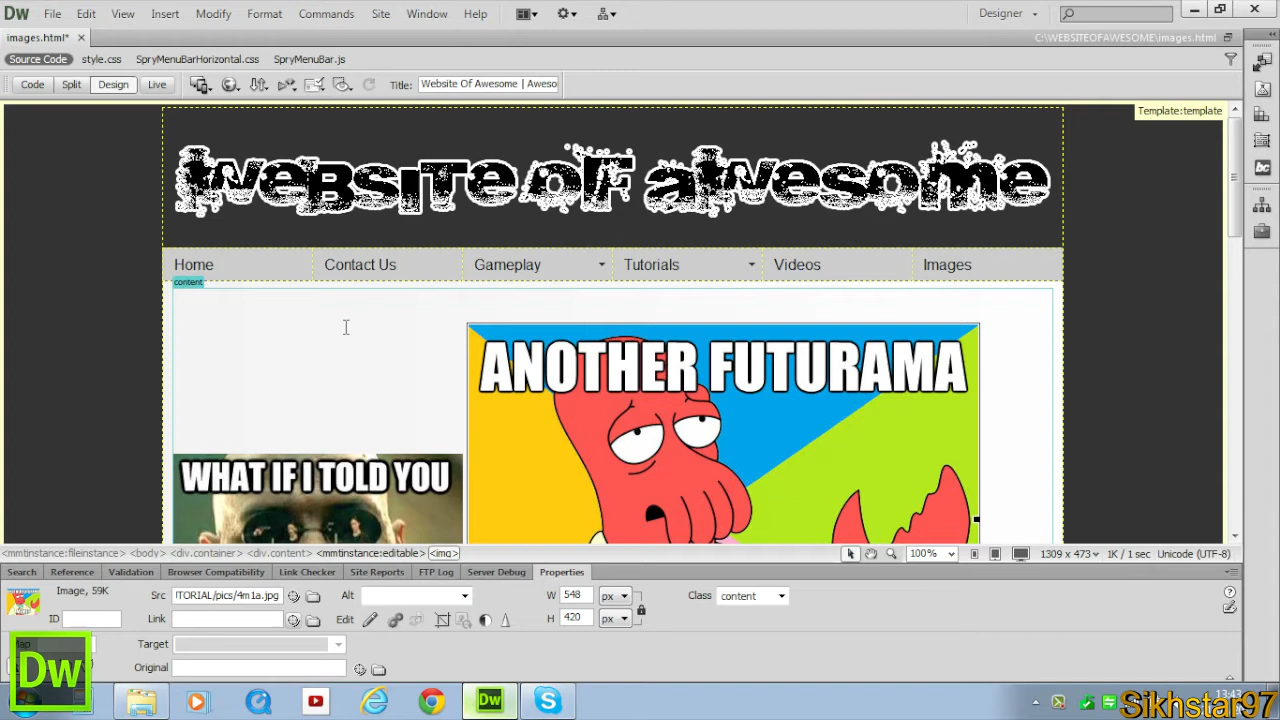 Dw File Edit View Insert Modify Format Commands Site Window Help Designer
images.html* C:\WEBSITEOFAWESOME\images.html
Source Code style.css SpryMenuBarHorizontal.css SpryMenuBar.js
Code Split Design Live Title: Website Of Awesome | Aweso
Template:template
Website of awesome
Home Contact Us Gameplay Tutorials Videos Images
content
ANOTHER FUTURAMA
WHAT IF I TOLD YOU
<mmtinstance:fileinstance> <body> <div.container> <div.content> <mmtinstance:editable> <img> 100% 1309 x 473 1K / 1 sec Unicode (UTF-8)
Search Reference Validation Browser Compatibility Link Checker Site Reports FTP Log Server Debug Properties
Image, 59K Src ITORIAL/pics/4m1a.jpg Alt W 548 px Class content
ID Link Edit H 420 px
Map Target
Original
Dw
13:43
Sikhstar97